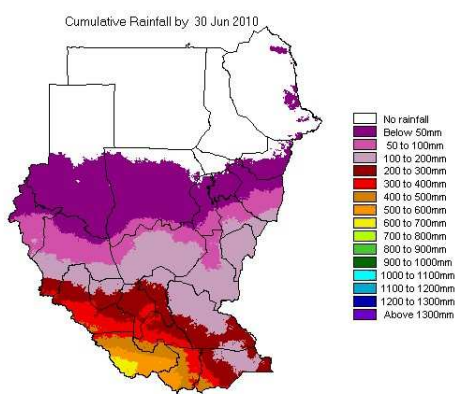 Cumulative Rainfall by 30 Jun 2010
No rainfall
Below 50mm
50 to 100mm
100 to 200mm
200 to 300mm
300 to 400mm
400 to 500mm
500 to 600mm
600 to 700mm
700 to 800mm
800 to 900mm
900 to 1000mm
1000 to 1100mm
1100 to 1200mm
1200 to 1300mm
Above 1300mm